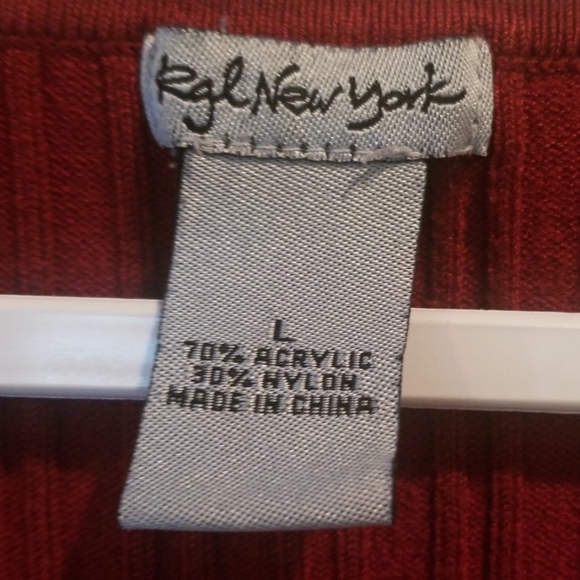 Rgl New York
L
70% ACRYLIC
30% NYLON
MADE IN CHINA